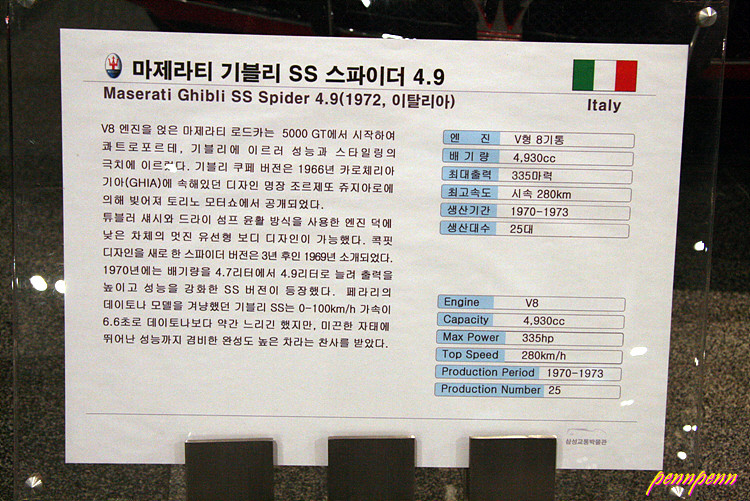 마제라티 기블리 SS 스파이더 4.9
Maserati Ghibli SS Spider 4.9(1972, 이탈리아)
Italy
V8 엔진을 얹은 마제라티 로드카는 5000 GT에서 시작하여
콰트로포르테, 기블리에 이르러 성능과 스타일링의
극치에 이르렀다. 기블리 쿠페 버전은 1966년 카로체리아
기아(GHIA)에 속해있던 디자인 명장 조르제또 쥬지아로에
의해 빚어져 토리노 모터쇼에서 공개되었다.
튜블러 섀시와 드라이 섬프 윤활 방식을 사용한 엔진 덕에
낮은 차체의 멋진 유선형 보디 디자인이 가능했다. 콕핏
디자인을 새로 한 스파이더 버전은 3년 후인 1969년 소개되었다.
1970년에는 배기량을 4.7리터에서 4.9리터로 늘려 출력을
높이고 성능을 강화한 SS 버전이 등장했다. 페라리의
데이토나 모델을 겨냥했던 기블리 SS는 0-100km/h 가속이
6.6초로 데이토나보다 약간 느리긴 했지만, 미끈한 자태에
뛰어난 성능까지 겸비한 완성도 높은 차라는 찬사를 받았다.
엔 진 V형 8기통
배 기 량 4,930cc
최대출력 335마력
최고속도 시속 280km
생산기간 1970-1973
생산대수 25대
Engine V8
Capacity 4,930cc
Max Power 335hp
Top Speed 280km/h
Production Period 1970-1973
Production Number 25
삼성교통박물관
pennpenn